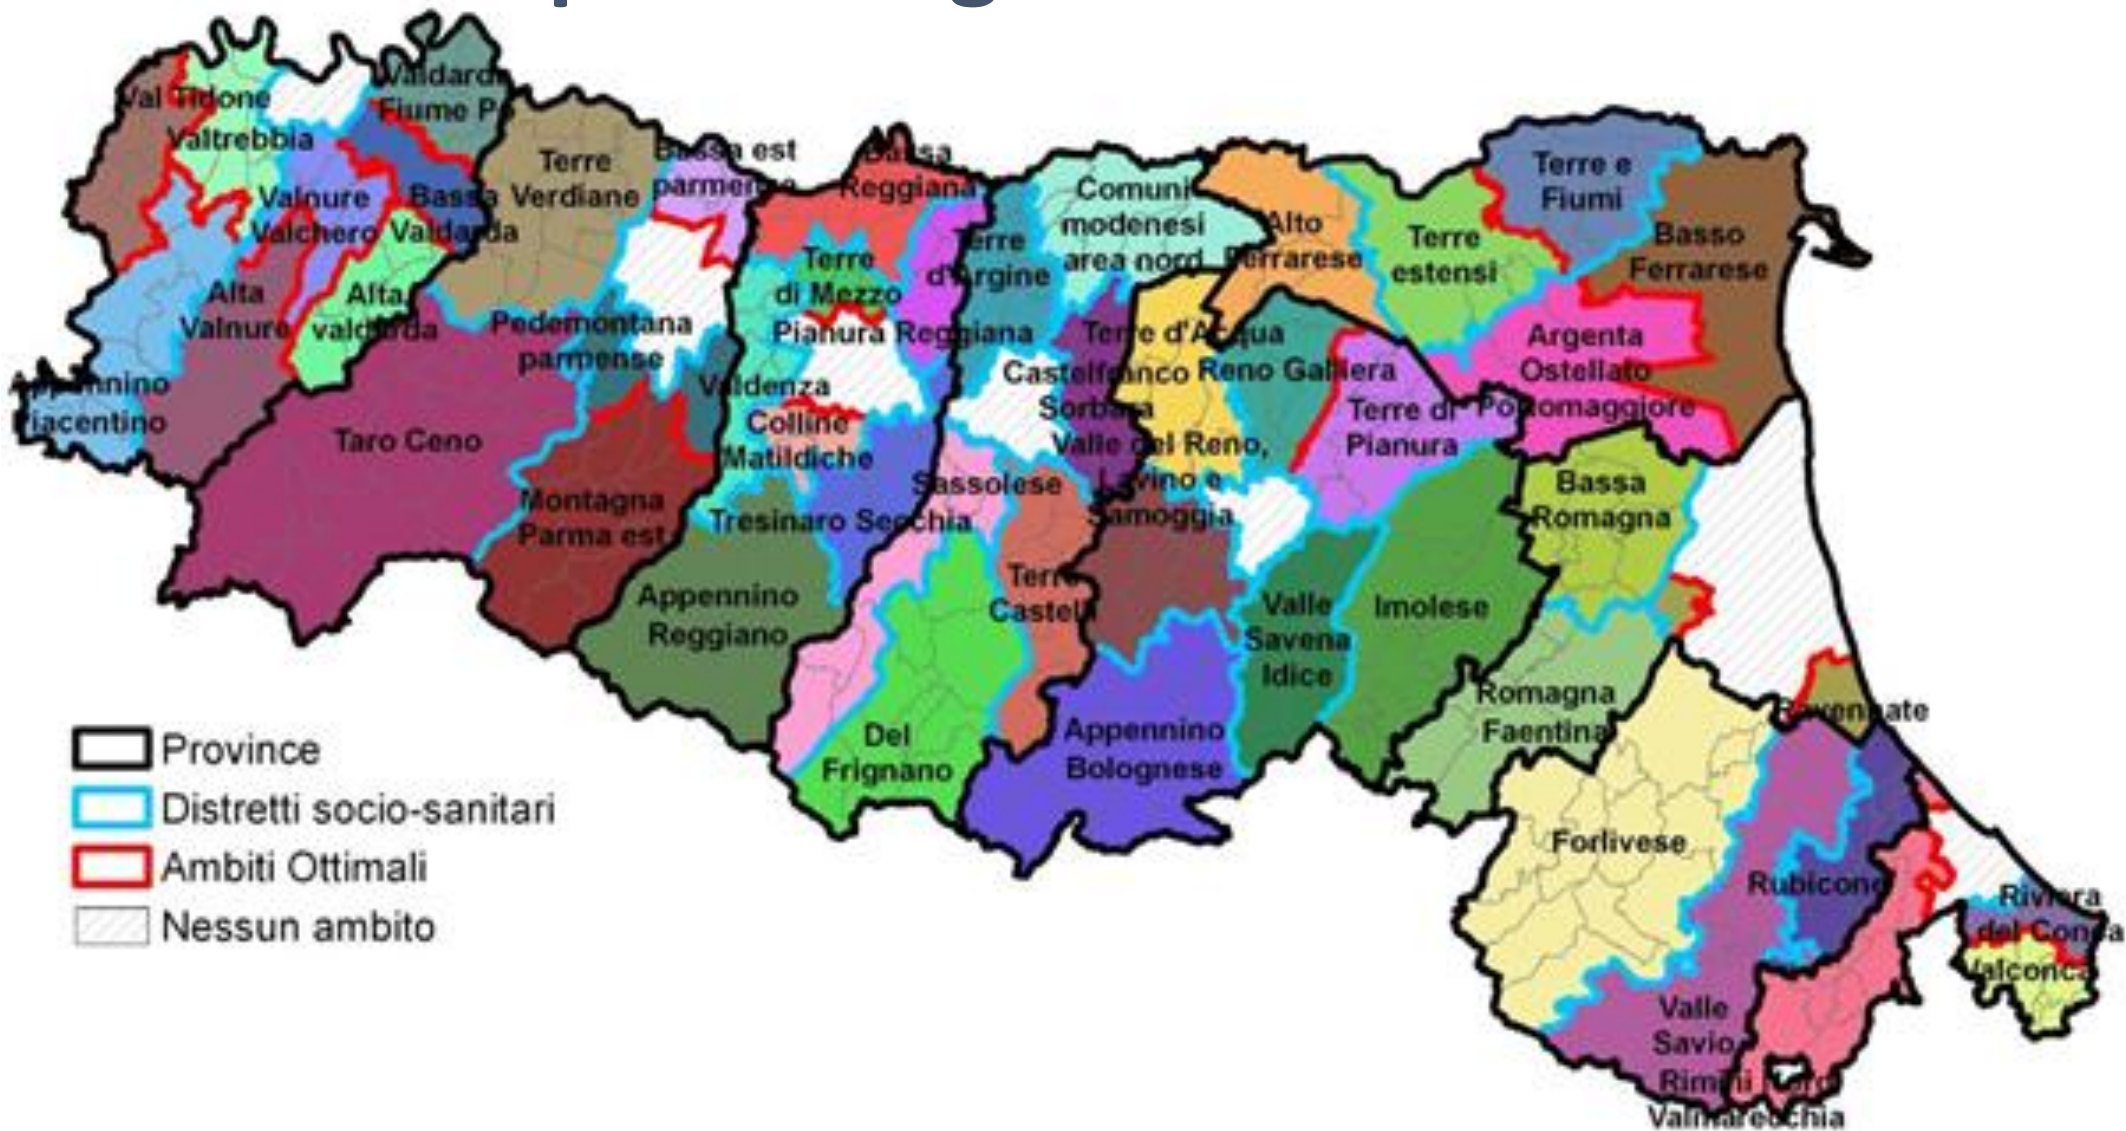 Val Tidone
Valtrebbia
Valdarda
Fiume Po
Valnure
Valchero
Bassa
Valdarda
Alta
Valnure
Alta
valdarda
Appennino
Piacentino
Terre
Verdiane
Bassa est
parmense
Pedemontana
parmense
Taro Ceno
Montagna
Parma est
Bassa
Reggiana
Terre
di Mezzo
Pianura Reggiana
Valdenza
Colline
Matildiche
Tresinaro Secchia
Appennino
Reggiano
Terre
d'Argine
Comuni
modenesi
area nord
Castelfranco
Sorbara
Sassolese
Terre
Castelli
Del
Frignano
Terre d'Acqua
Reno Galliera
Terre di
Pianura
Valle del Reno,
Lavino e
Samoggia
Appennino
Bolognese
Valle
Savena
Idice
Imolese
Alto
Ferrarese
Terre
estensi
Terre e
Fiumi
Basso
Ferrarese
Argenta
Ostellato
Portomaggiore
Bassa
Romagna
Romagna
Faentina
Ravennate
Forlivese
Rubicone
Valle
Savio
Rimini Nord
Valmarecchia
Riviera
del Conca
Valconca
Province
Distretti socio-sanitari
Ambiti Ottimali
Nessun ambito